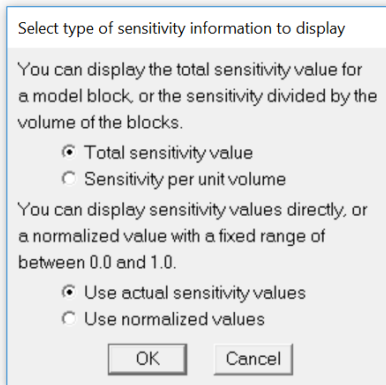 Select type of sensitivity information to display
You can display the total sensitivity value for
a model block, or the sensitivity divided by the
volume of the blocks.
Total sensitivity value
Sensitivity per unit volume
You can display sensitivity values directly, or
a normalized value with a fixed range of
between 0.0 and 1.0.
Use actual sensitivity values
Use normalized values
OK Cancel